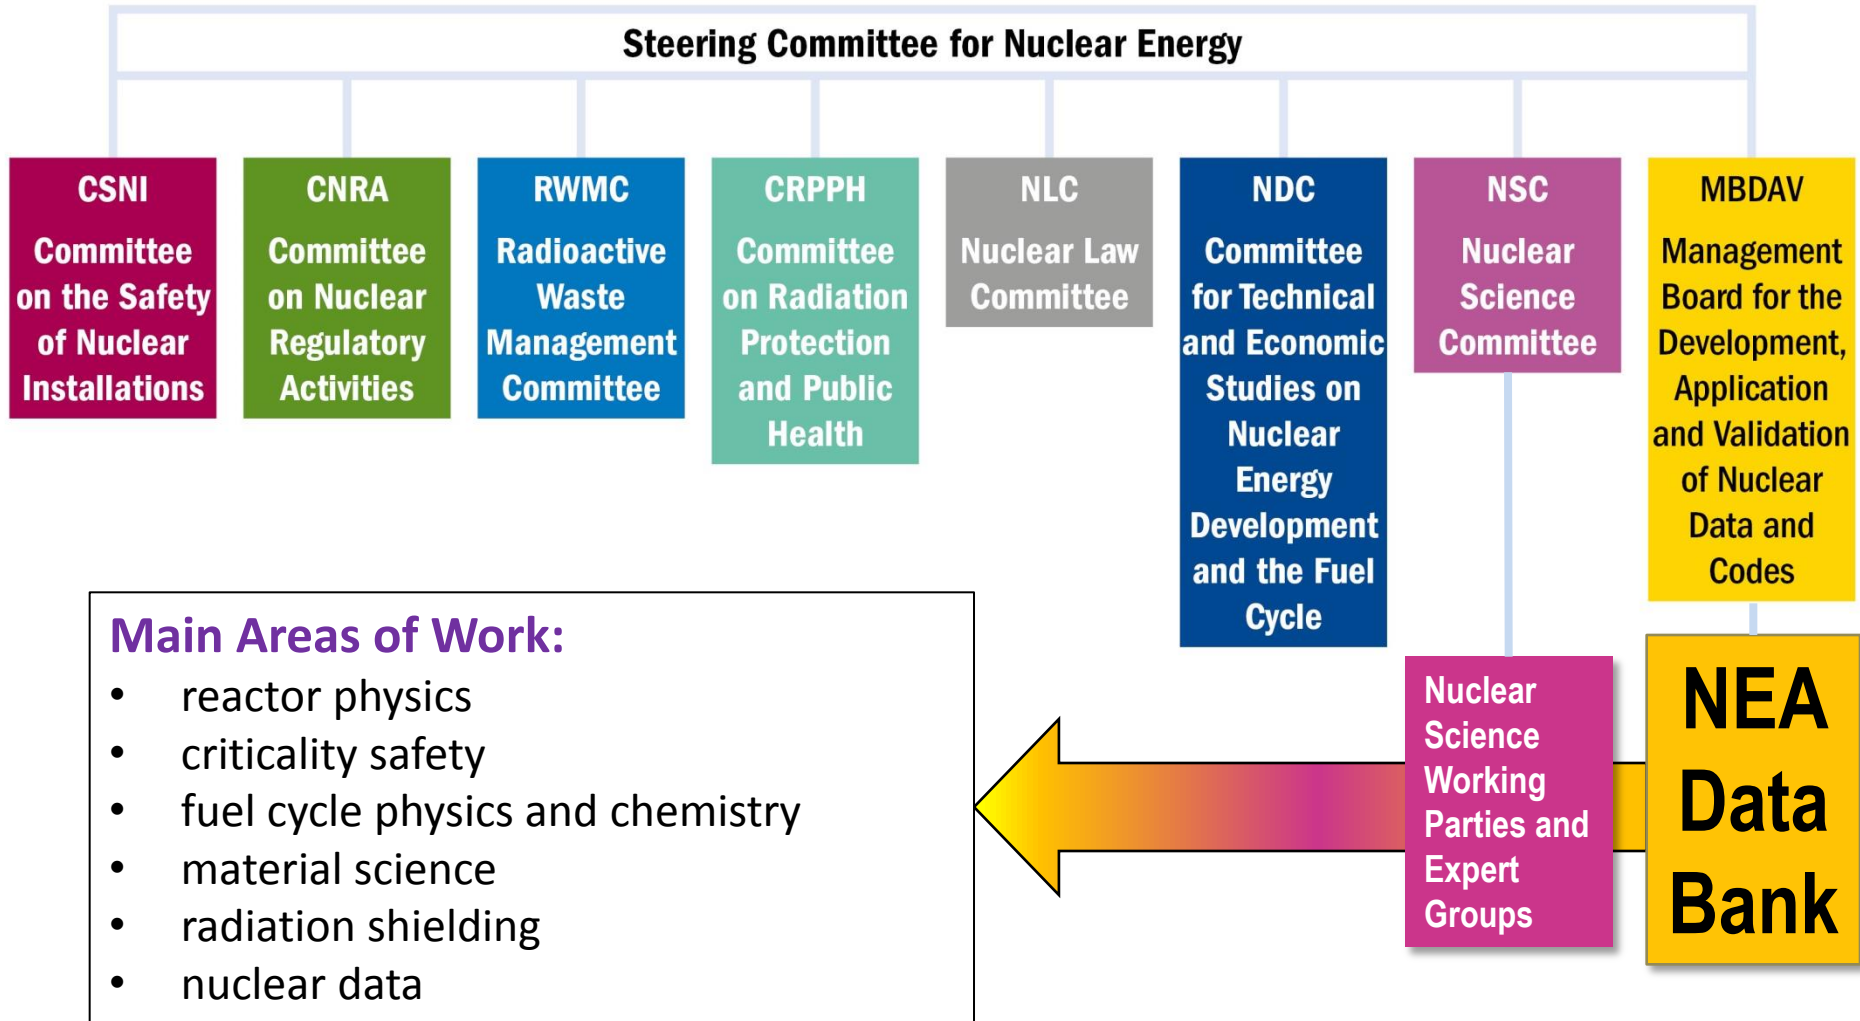 Steering Committee for Nuclear Energy
CSNI
Committee
on the Safety
of Nuclear
Installations
CNRA
Committee
on Nuclear
Regulatory
Activities
RWMC
Radioactive
Waste
Management
Committee
CRPPH
Committee
on Radiation
Protection
and Public
Health
NLC
Nuclear Law
Committee
NDC
Committee
for Technical
and Economic
Studies on
Nuclear
Energy
Development
and the Fuel
Cycle
NSC
Nuclear
Science
Committee
MBDAV
Management
Board for the
Development,
Application
and Validation
of Nuclear
Data and
Codes
Main Areas of Work:
• reactor physics
• criticality safety
• fuel cycle physics and chemistry
• material science
• radiation shielding
• nuclear data
Nuclear
Science
Working
Parties and
Expert
Groups
NEA
Data
Bank